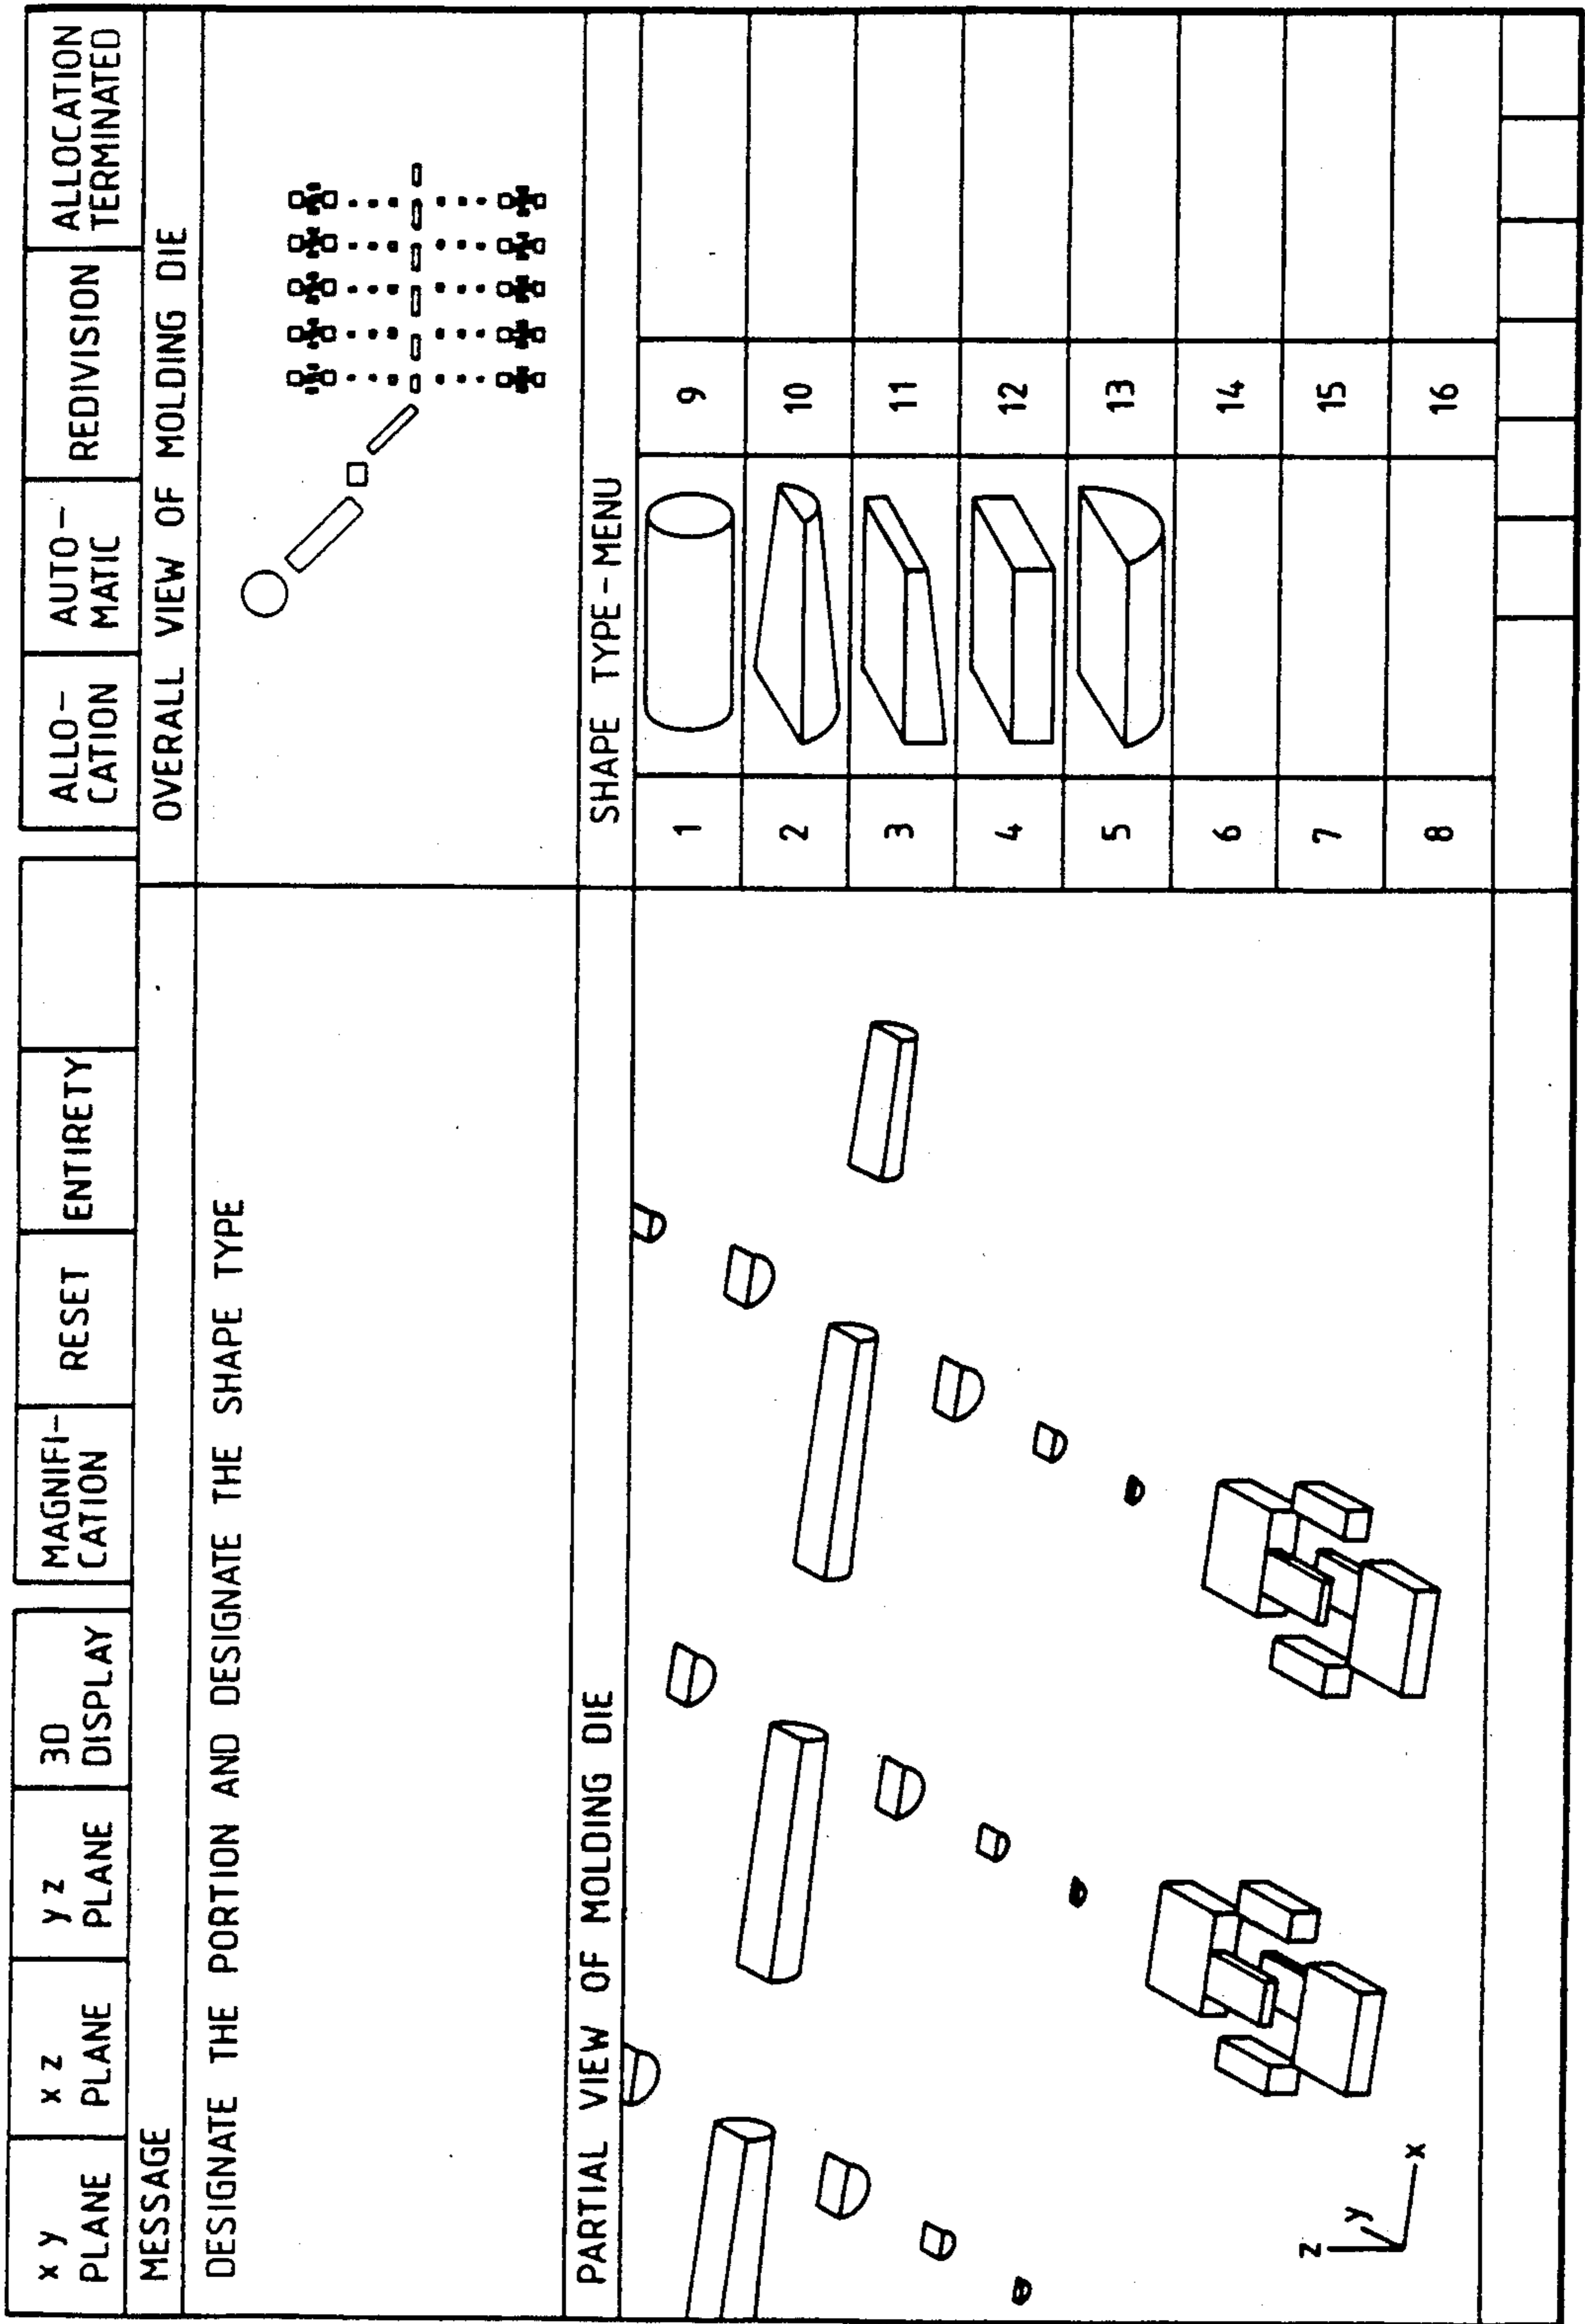 x y
PLANE
x z
PLANE
y z
PLANE
3D
DISPLAY
MAGNIFI-
CATION
RESET
ENTIRETY
ALLO-
CATION
AUTO-
MATIC
REDIVISION
ALLOCATION
TERMINATED
MESSAGE
OVERALL VIEW OF MOLDING DIE
DESIGNATE THE PORTION AND DESIGNATE THE SHAPE TYPE
PARTIAL VIEW OF MOLDING DIE
z
y
x
SHAPE TYPE-MENU
1
9
2
10
3
11
4
12
5
13
6
14
7
15
8
16